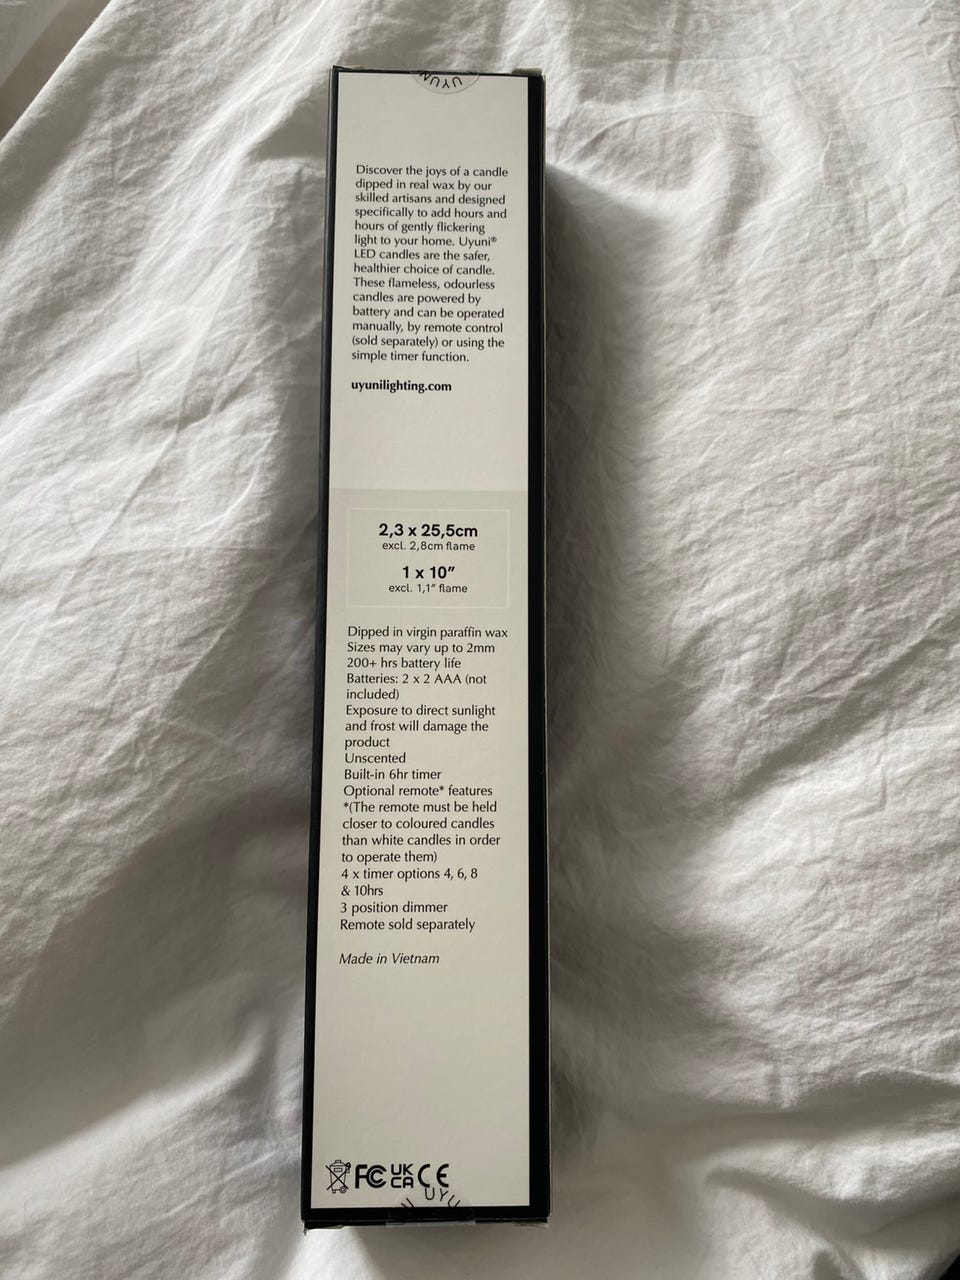 UYUNI
Discover the joys of a candle
dipped in real wax by our
skilled artisans and designed
specifically to add hours and
hours of gently flickering
light to your home. Uyuni®
LED candles are the safer,
healthier choice of candle.
These flameless, odourless
candles are powered by
battery and can be operated
manually, by remote control
(sold separately) or using the
simple timer function.
uyunilighting.com
2,3 x 25,5cm
excl. 2,8cm flame
1 x 10”
excl. 1,1” flame
Dipped in virgin paraffin wax
Sizes may vary up to 2mm
200+ hrs battery life
Batteries: 2 x 2 AAA (not
included)
Exposure to direct sunlight
and frost will damage the
product
Unscented
Built-in 6hr timer
Optional remote* features
*(The remote must be held
closer to coloured candles
than white candles in order
to operate them)
4 x timer options 4, 6, 8
& 10hrs
3 position dimmer
Remote sold separately
Made in Vietnam
FC UK CA CE
UYU